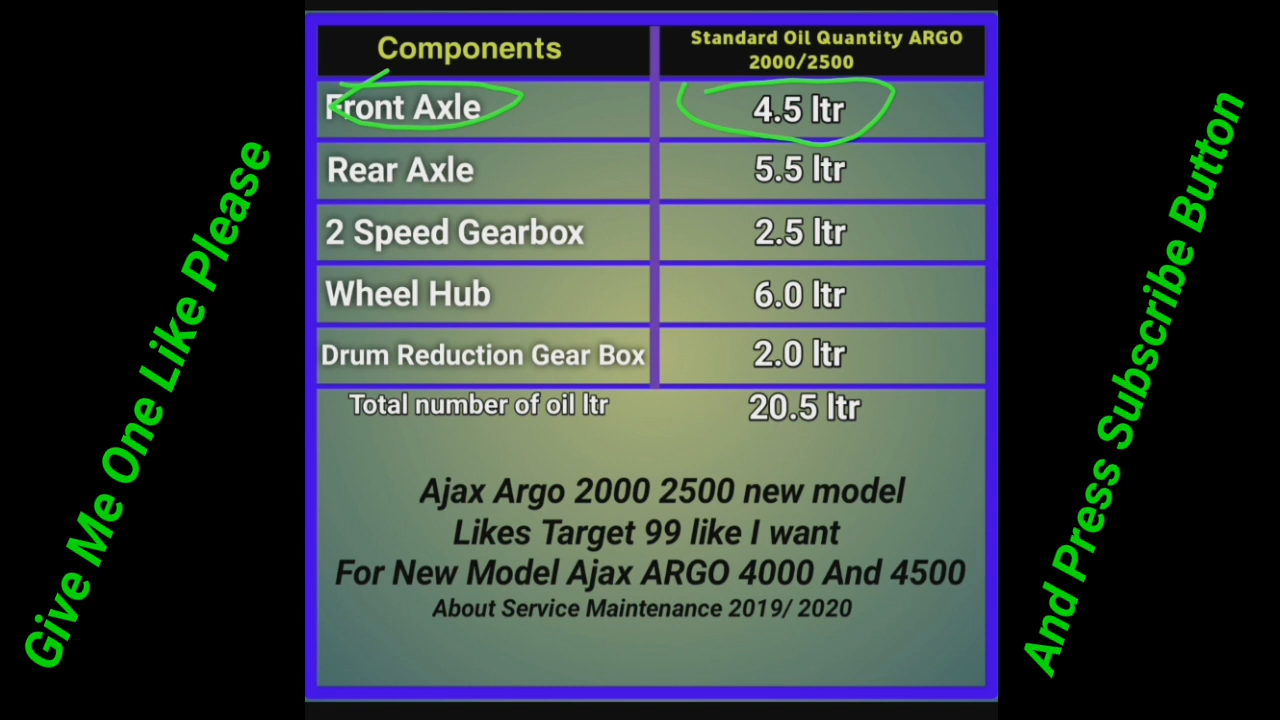 Give Me One Like Please
Components
Standard Oil Quantity ARGO
2000/2500
Front Axle
4.5 ltr
Rear Axle
5.5 ltr
2 Speed Gearbox
2.5 ltr
Wheel Hub
6.0 ltr
Drum Reduction Gear Box
2.0 ltr
Total number of oil ltr
20.5 ltr
Ajax Argo 2000 2500 new model
Likes Target 99 like I want
For New Model Ajax ARGO 4000 And 4500
About Service Maintenance 2019/ 2020
And Press Subscribe Button